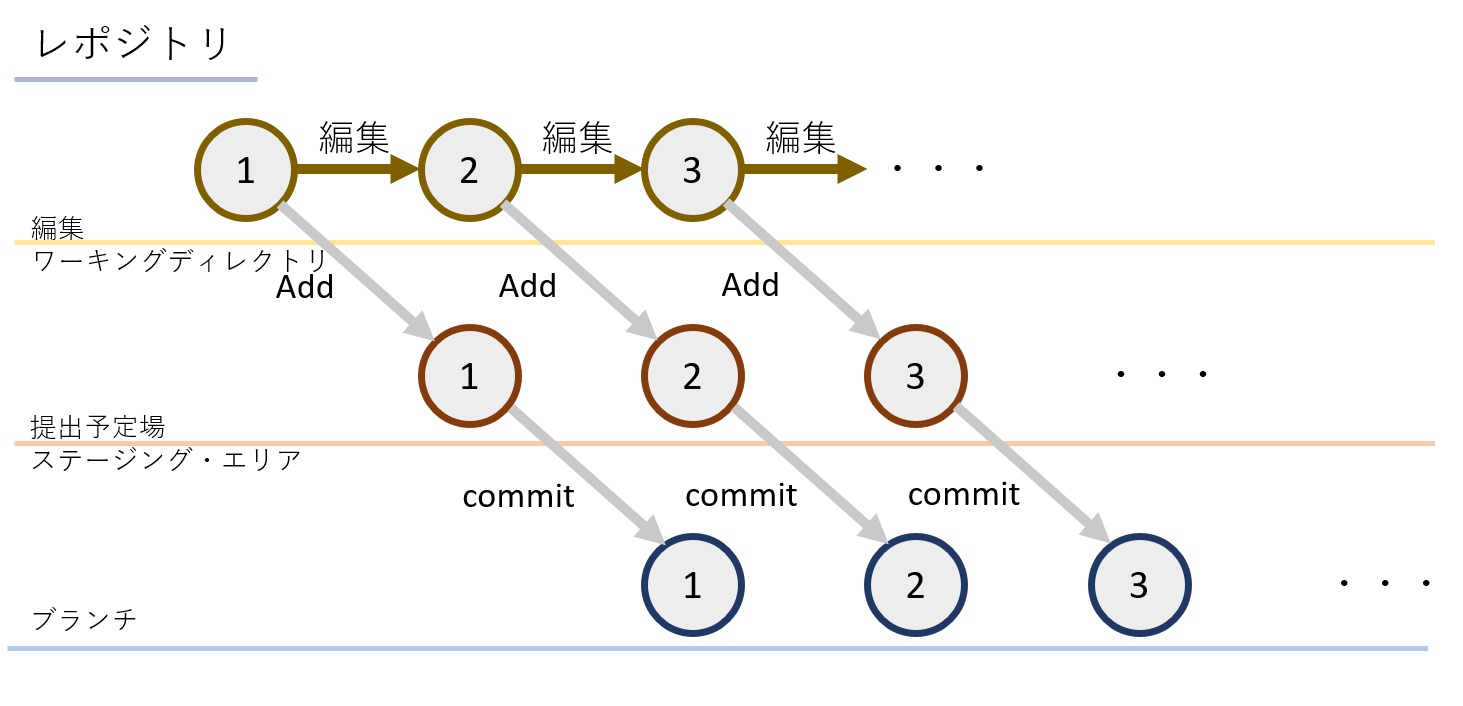 レポジトリ
編集 編集 編集
1 2 3 ・・・
編集
ワーキングディレクトリ
Add Add Add
1 2 3 ・・・
提出予定場
ステージング・エリア
commit commit commit
1 2 3 ・・・
ブランチ